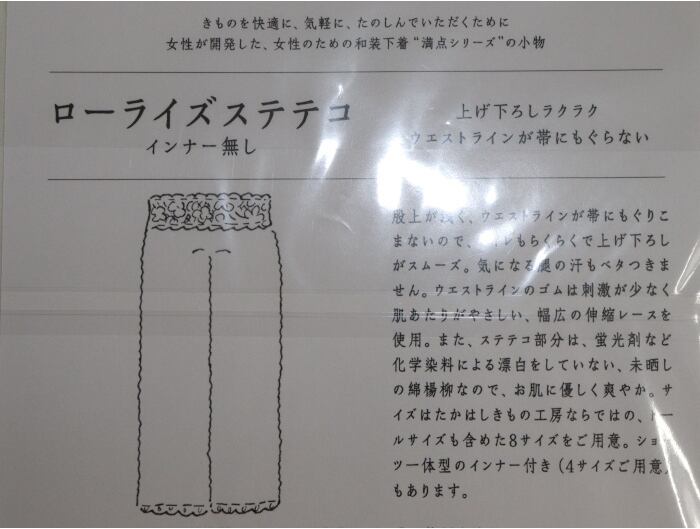 きものを快適に、気軽に、たのしんでいただくために
女性が開発した、女性のための和装下着“満点シリーズ”の小物
ローライズステテコ
インナー無し
上げ下ろしラクラク
ウエストラインが帯にもぐらない
股上が浅く、ウエストラインが帯にもぐりこ
まないので、トイレもらくらくで上げ下ろし
がスムーズ。気になる腿の汗もベタつきま
せん。ウエストラインのゴムは刺激が少なく
肌あたりがやさしい、幅広の伸縮レースを
使用。また、ステテコ部分は、蛍光剤など
化学染料による漂白をしていない、未晒し
の綿楊柳なので、お肌に優しく爽やか。サ
イズはたかはしきもの工房ならではの、トー
ルサイズも含めた8サイズをご用意。ショー
ツ一体型のインナー付き(4サイズご用意)
もあります。